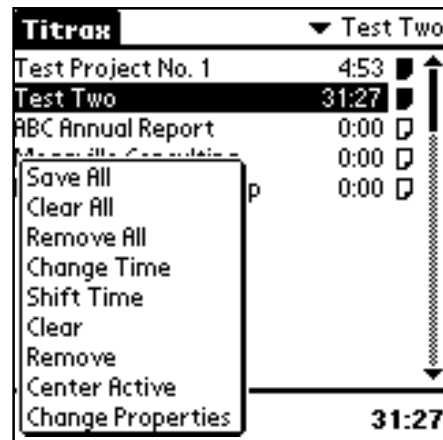 Titrax Test Two
Test Project No. 1 4:53
Test Two 31:27
ABC Annual Report 0:00
0:00
p 0:00
Save All
Clear All
Remove All
Change Time
Shift Time
Clear
Remove
Center Active
Change Properties
31:27